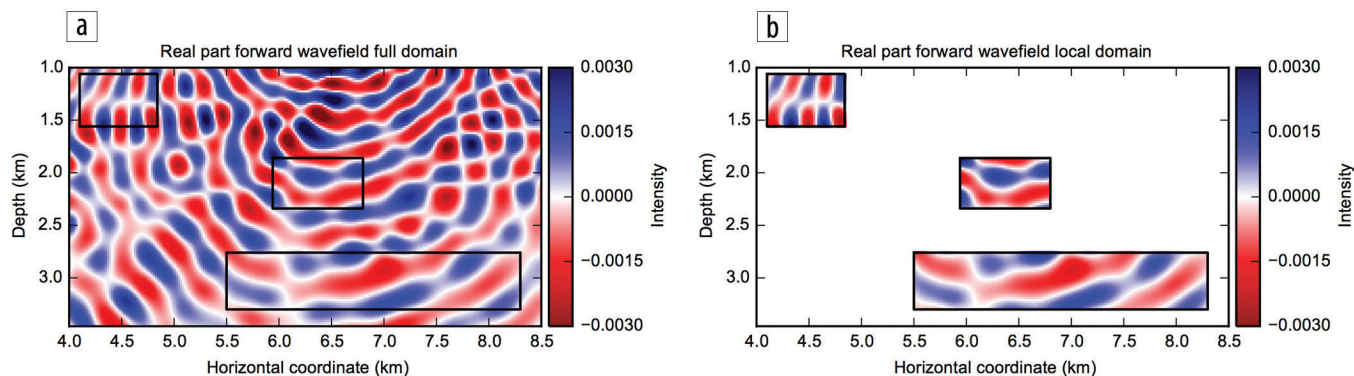 a
Real part forward wavefield full domain
1.0
1.5
2.0
2.5
3.0
Depth (km)
4.0 4.5 5.0 5.5 6.0 6.5 7.0 7.5 8.0 8.5
Horizontal coordinate (km)
0.0030
0.0015
0.0000
−0.0015
−0.0030
Intensity
b
Real part forward wavefield local domain
1.0
1.5
2.0
2.5
3.0
Depth (km)
4.0 4.5 5.0 5.5 6.0 6.5 7.0 7.5 8.0 8.5
Horizontal coordinate (km)
0.0030
0.0015
0.0000
−0.0015
−0.0030
Intensity